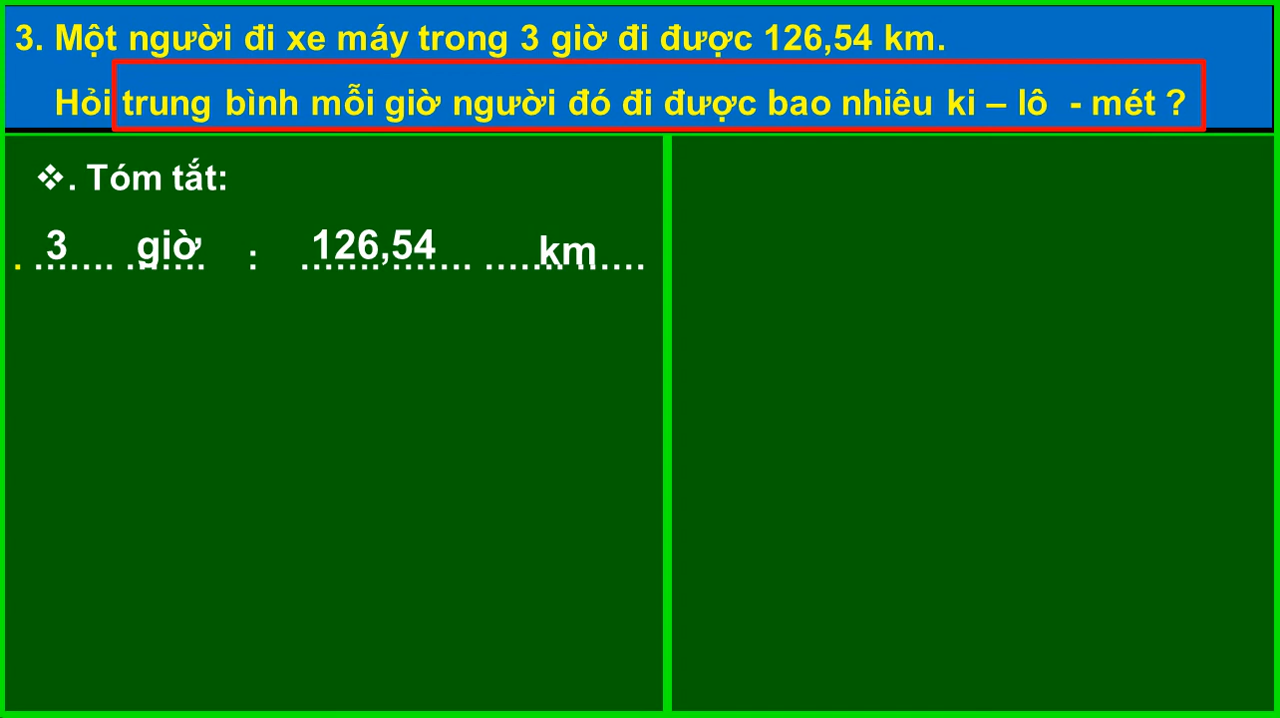 3. Một người đi xe máy trong 3 giờ đi được 126,54 km.
Hỏi trung bình mỗi giờ người đó đi được bao nhiêu ki – lô - mét ?
❖. Tóm tắt:
. 3 giờ : 126,54 km